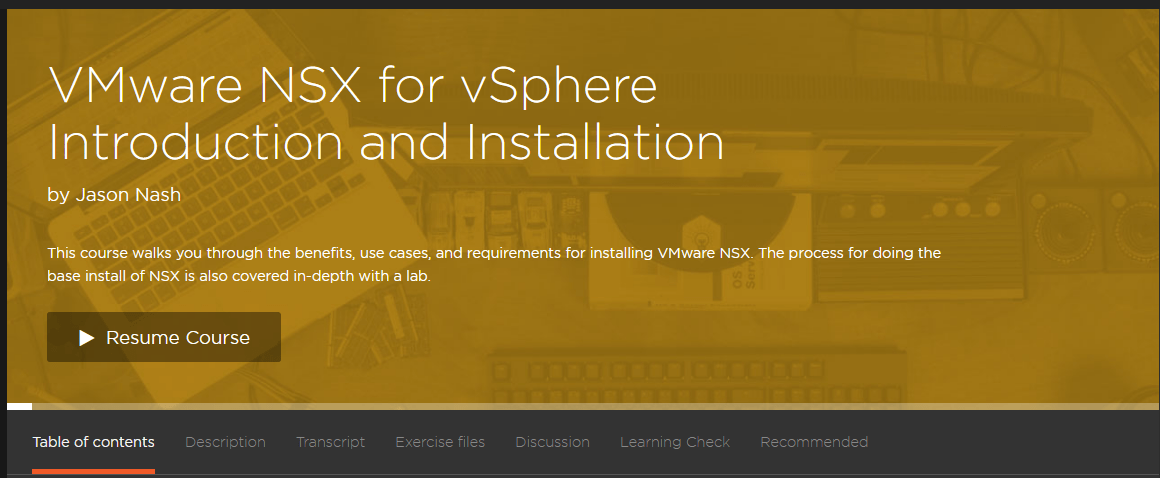 VMware NSX for vSphere
Introduction and Installation
by Jason Nash
This course walks you through the benefits, use cases, and requirements for installing VMware NSX. The process for doing the
base install of NSX is also covered in-depth with a lab.
Resume Course
Table of contents Description Transcript Exercise files Discussion Learning Check Recommended